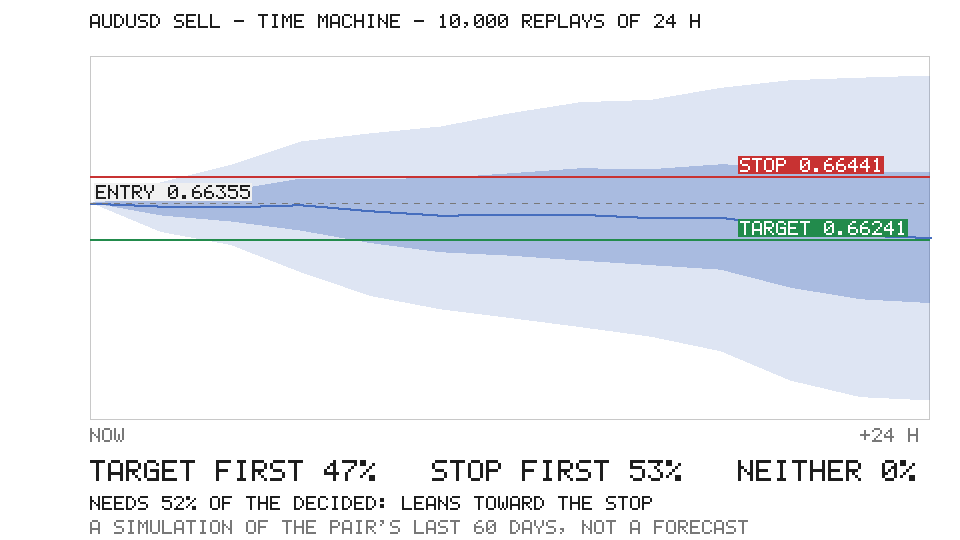 AUDUSD SELL – TIME MACHINE – 10,000 REPLAYS OF 24 H
STOP 0.66441
ENTRY 0.66355
TARGET 0.66241
NOW +24 H
TARGET FIRST 47% STOP FIRST 53% NEITHER 0%
NEEDS 52% OF THE DECIDED: LEANS TOWARD THE STOP
A SIMULATION OF THE PAIR'S LAST 60 DAYS, NOT A FORECAST